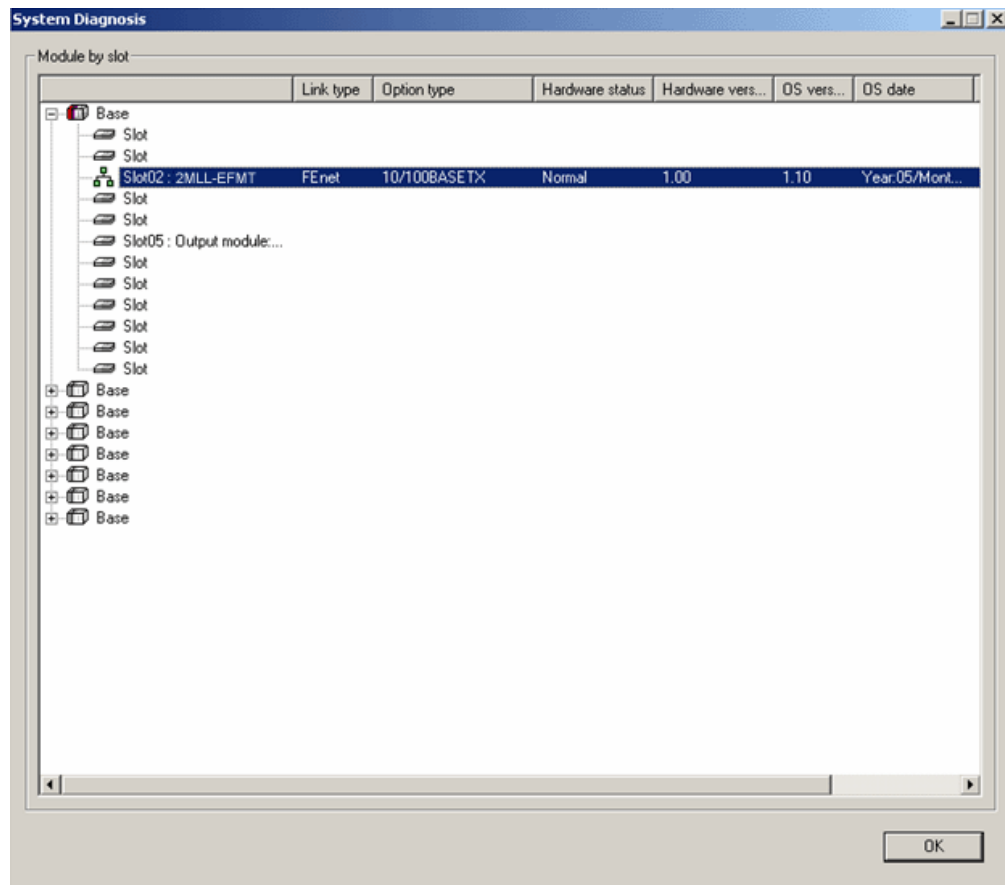 System Diagnosis
Module by slot
Link type Option type Hardware status Hardware vers... OS vers... OS date
Base
Slot
Slot
Slot02 : 2MLL-EFMT FEnet 10/100BASETX Normal 1.00 1.10 Year:05/Mont...
Slot
Slot
Slot05 : Output module:...
Slot
Slot
Slot
Slot
Slot
Slot
Base
Base
Base
Base
Base
Base
Base
OK